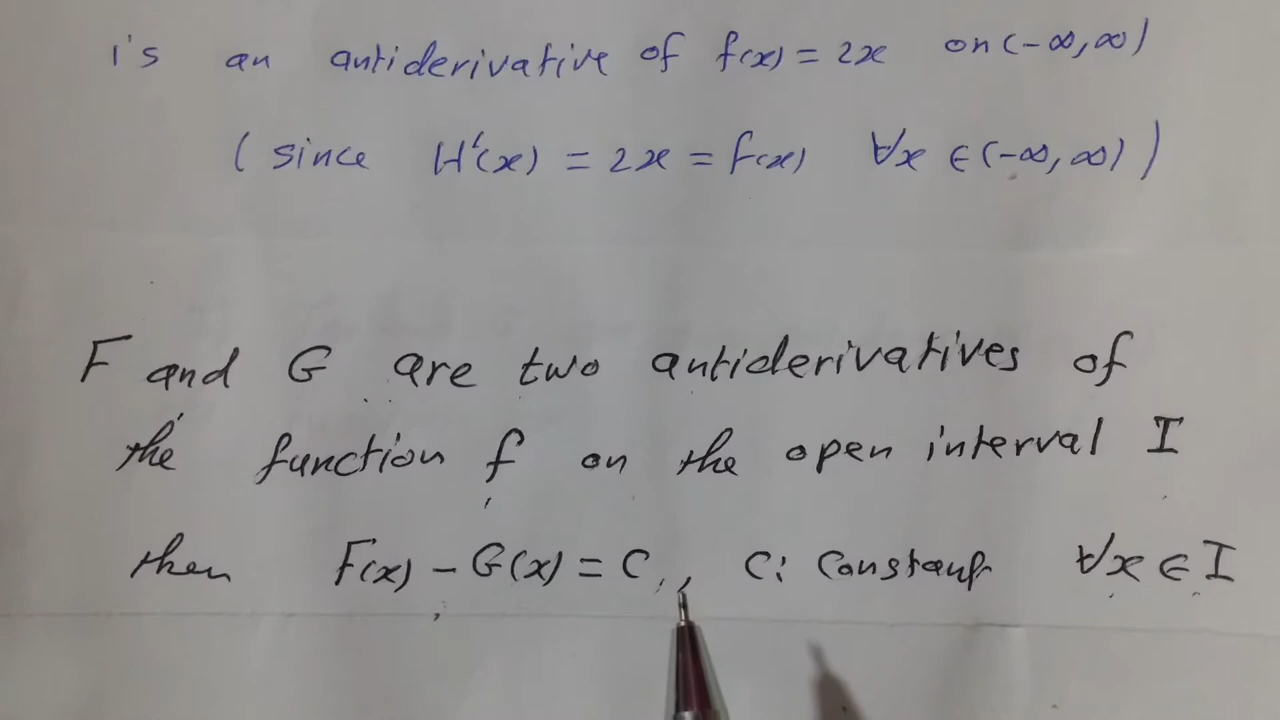 is an antiderivative of f(x) = 2x on (-∞, ∞)
( since H'(x) = 2x = f(x) ∀x ∈ (-∞, ∞) )
F and G are two antiderivatives of
the function f on the open interval I
then F(x) - G(x) = C, C: Constant ∀x ∈ I